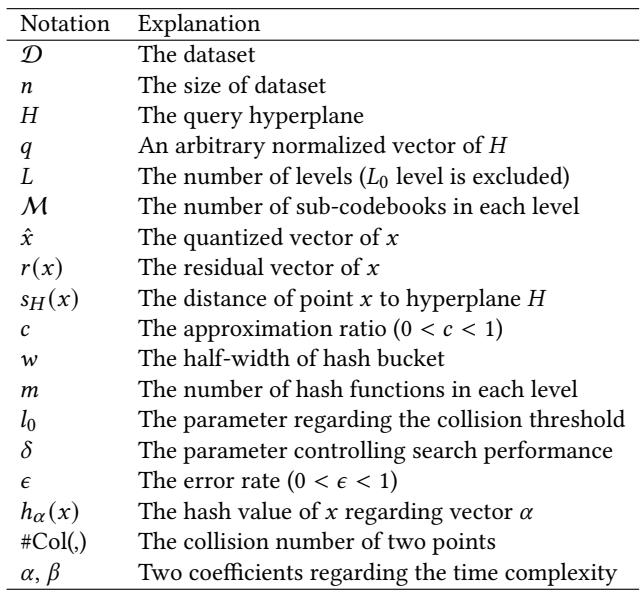 Notation Explanation
𝒟 The dataset
n The size of dataset
H The query hyperplane
q An arbitrary normalized vector of H
L The number of levels (L₀ level is excluded)
ℳ The number of sub-codebooks in each level
x̂ The quantized vector of x
r(x) The residual vector of x
s_H(x) The distance of point x to hyperplane H
c The approximation ratio (0 < c < 1)
w The half-width of hash bucket
m The number of hash functions in each level
l₀ The parameter regarding the collision threshold
δ The parameter controlling search performance
ϵ The error rate (0 < ϵ < 1)
h_α(x) The hash value of x regarding vector α
#Col(,) The collision number of two points
α, β Two coefficients regarding the time complexity